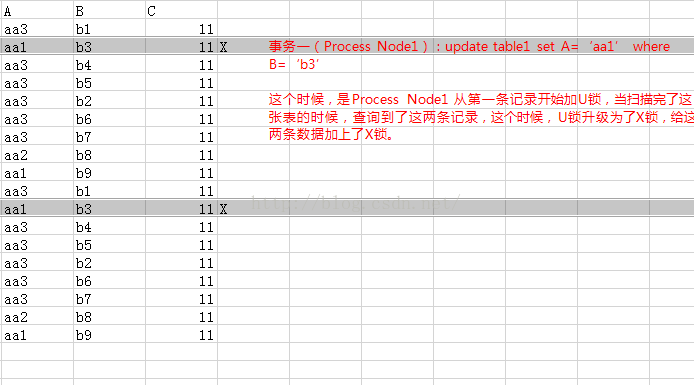 A B C
aa3 b1 11
aa1 b3 11 X 事务一（Process Node1）：update table1 set A=‘aa1’ where
aa3 b4 11 B=‘b3’
aa3 b5 11
aa3 b2 11 这个时候，是Process Node1 从第一条记录开始加U锁，当扫描完了这
aa3 b6 11 张表的时候，查询到了这两条记录，这个时候，U锁升级为了X锁，给这
aa3 b7 11 两条数据加上了X锁。
aa2 b8 11
aa1 b9 11
aa3 b1 11
aa1 b3 11 X http://blog.csdn.net/
aa3 b4 11
aa3 b5 11
aa3 b2 11
aa3 b6 11
aa3 b7 11
aa2 b8 11
aa1 b9 11